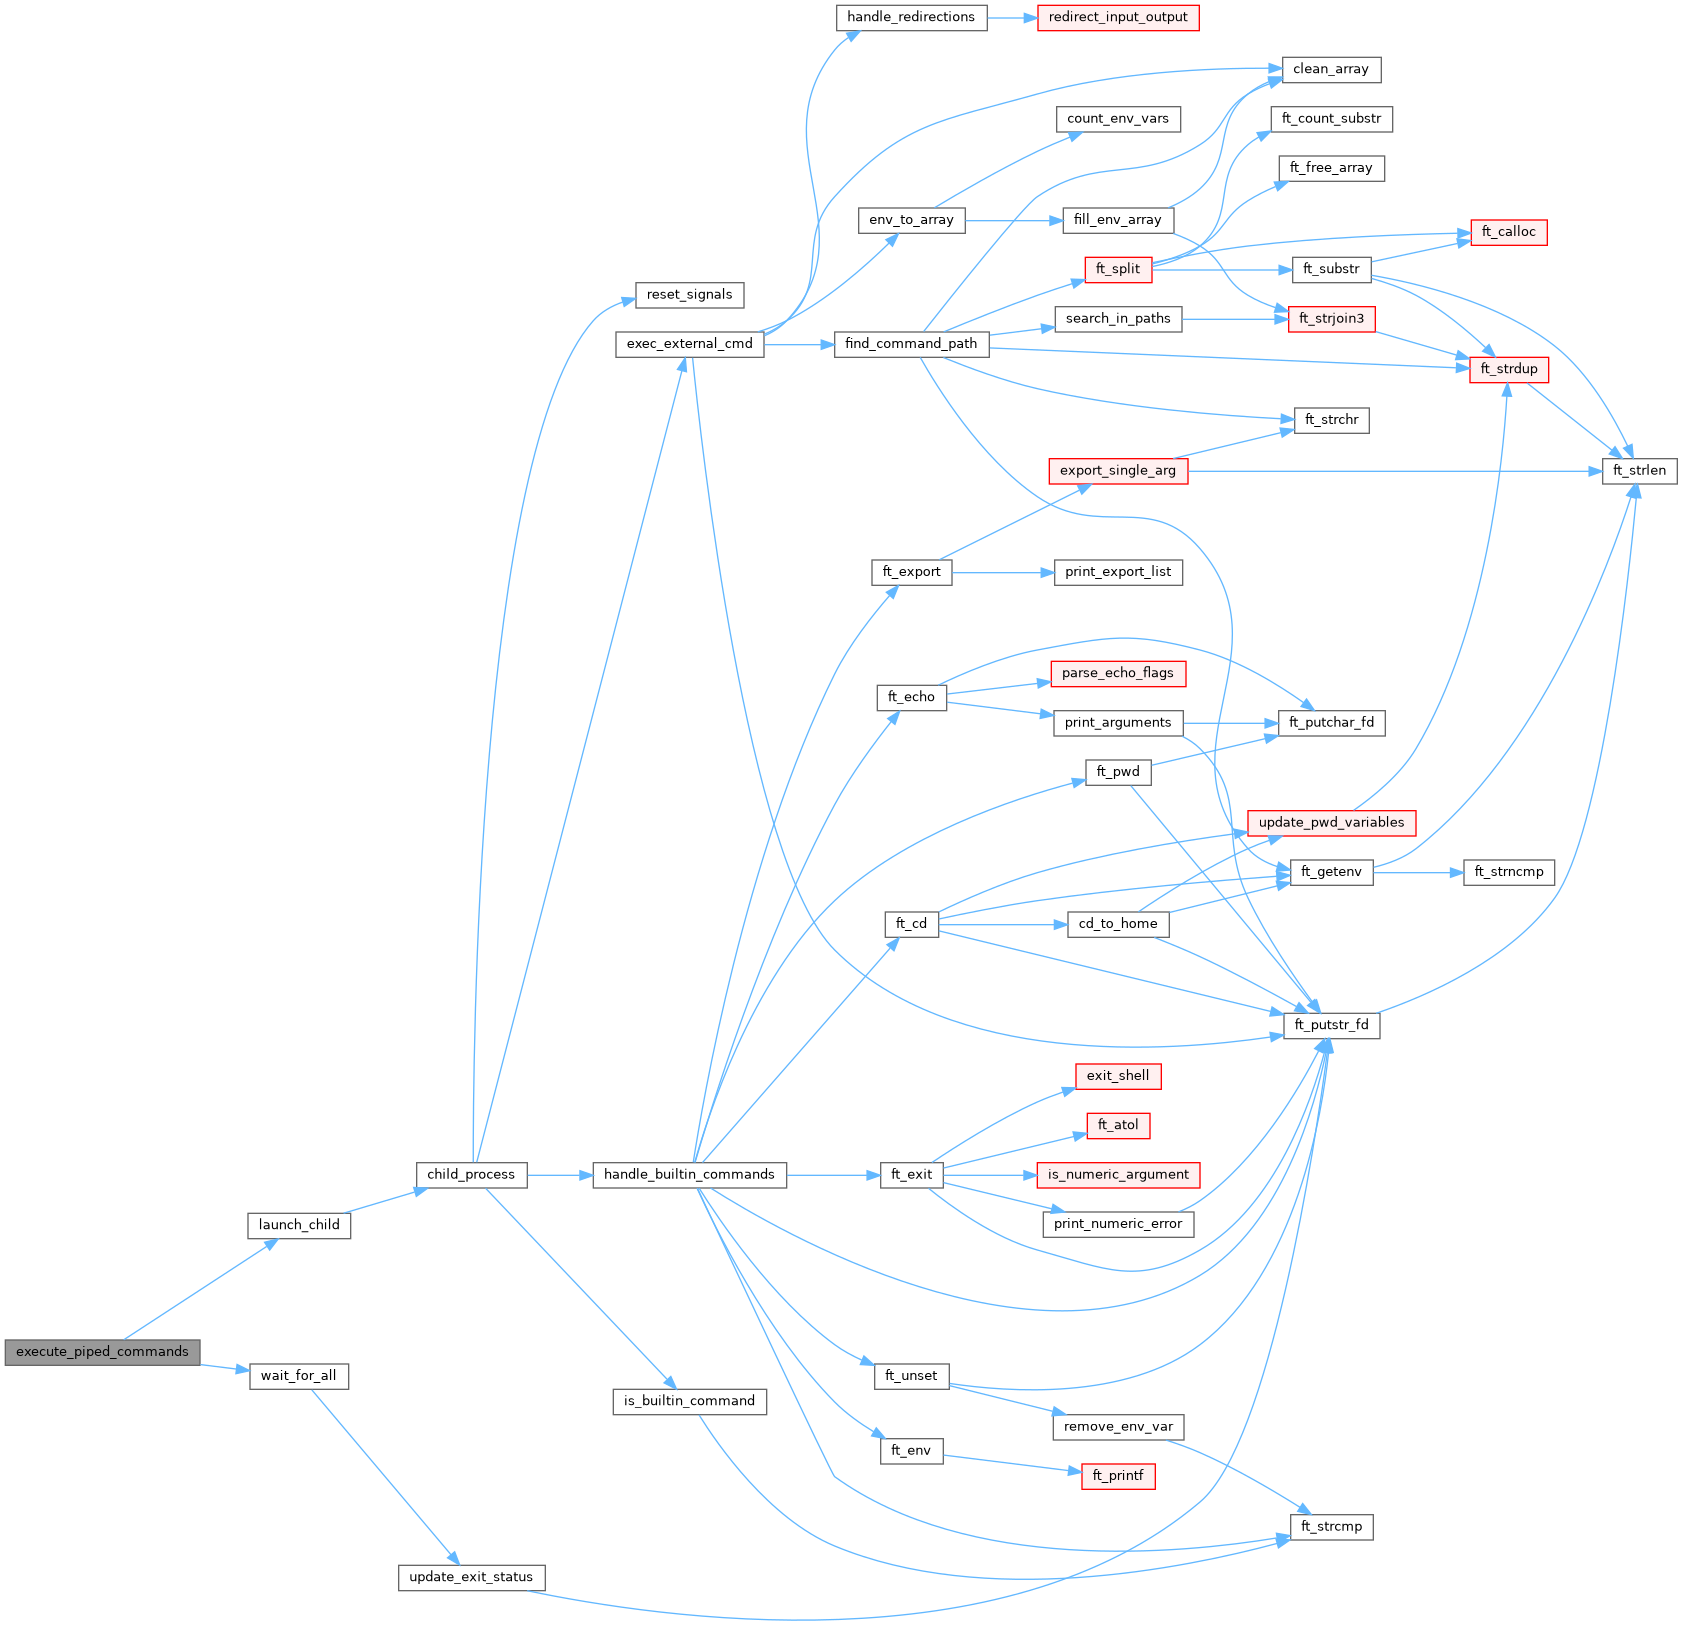 handle_redirections
redirect_input_output
clean_array
count_env_vars
ft_count_substr
ft_free_array
env_to_array
fill_env_array
ft_calloc
ft_split
ft_substr
reset_signals
search_in_paths
ft_strjoin3
exec_external_cmd
find_command_path
ft_strdup
ft_strchr
export_single_arg
ft_strlen
ft_export
print_export_list
parse_echo_flags
ft_echo
print_arguments
ft_putchar_fd
ft_pwd
update_pwd_variables
ft_getenv
ft_strncmp
ft_cd
cd_to_home
ft_putstr_fd
exit_shell
ft_atol
child_process
handle_builtin_commands
ft_exit
is_numeric_argument
launch_child
print_numeric_error
execute_piped_commands
wait_for_all
ft_unset
is_builtin_command
remove_env_var
ft_env
ft_printf
ft_strcmp
update_exit_status